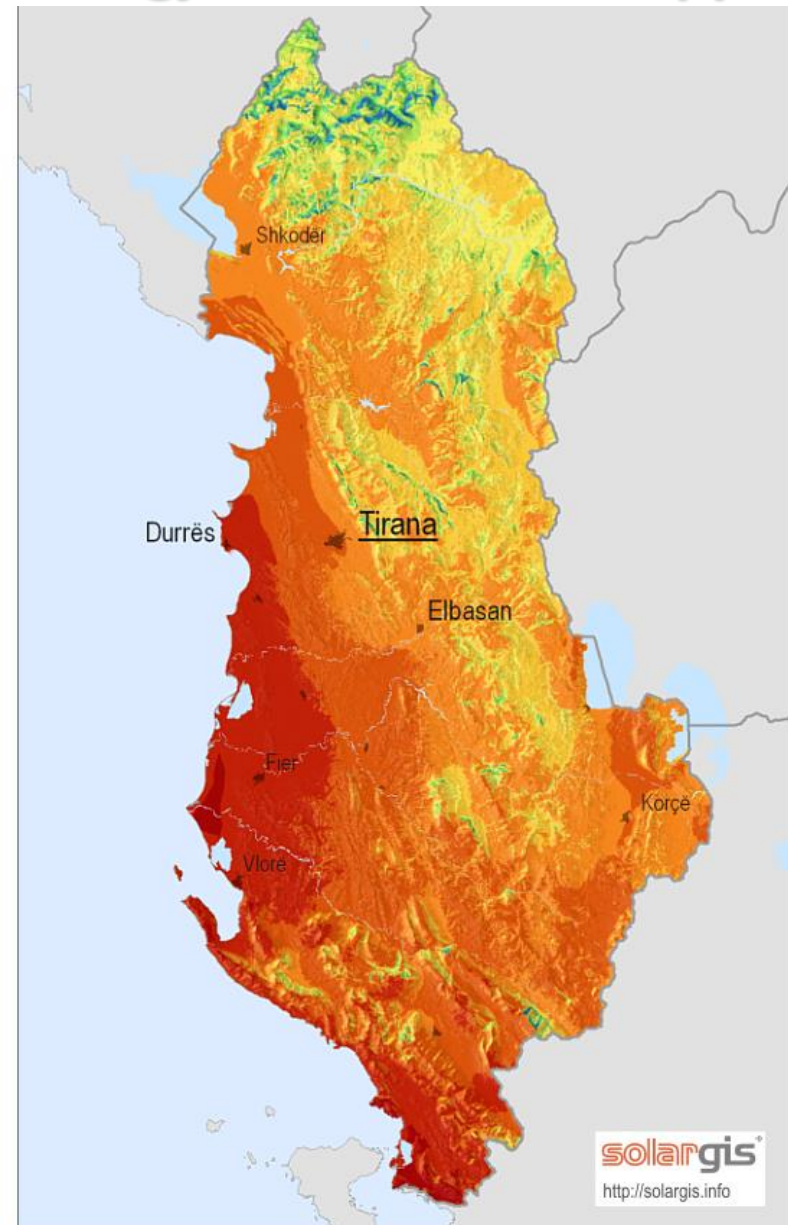 Shkodër
Durrës
Tirana
Elbasan
Fier
Korçë
Vlorë
solargis
http://solargis.info